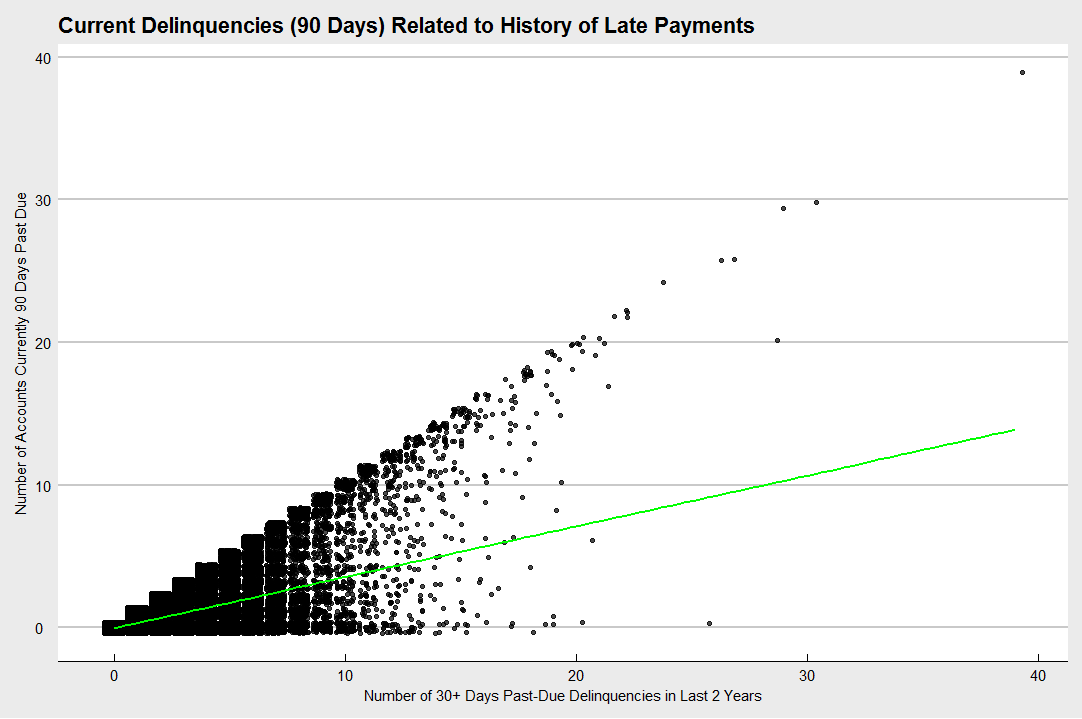 Current Delinquencies (90 Days) Related to History of Late Payments
Number of Accounts Currently 90 Days Past Due
40
30
20
10
0
0 10 20 30 40
Number of 30+ Days Past-Due Delinquencies in Last 2 Years